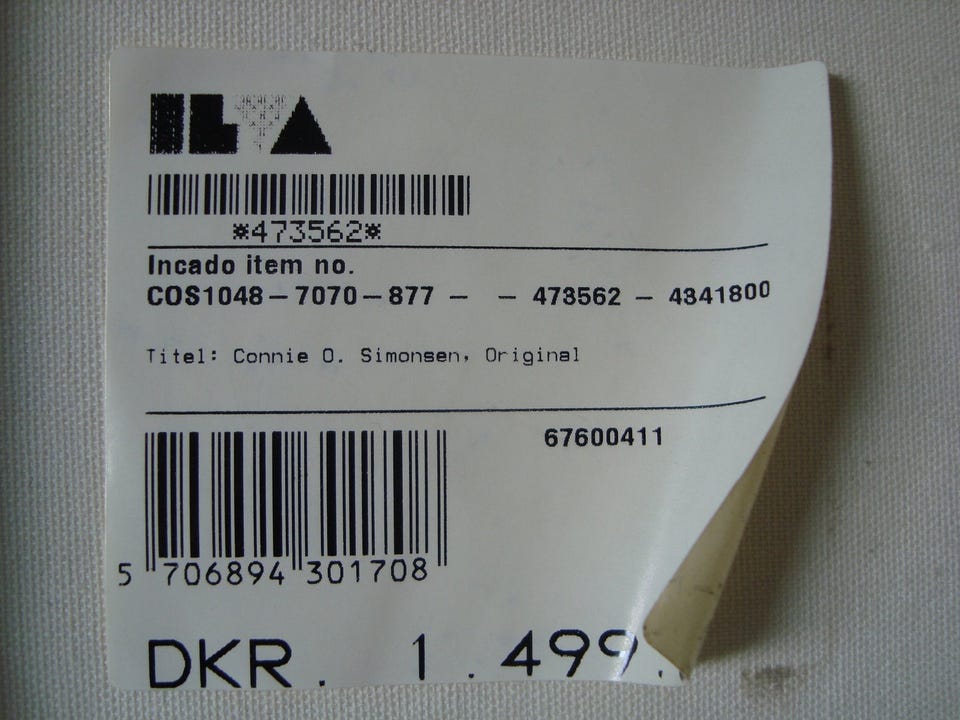 ILVA
*473562*
Incado item no.
COS1048-7070-877 - - 473562 - 4341800
Titel: Connie O. Simonsen, Original
67600411
5 706894 301708
DKR. 1.499.